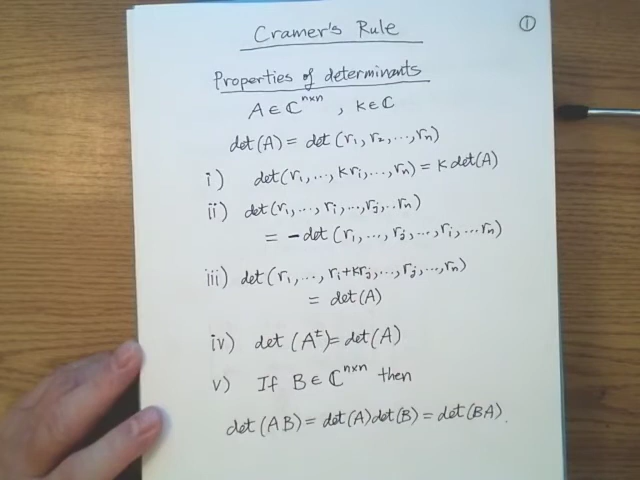 Cramer's Rule
①
Properties of determinants
A ∈ ℂⁿˣⁿ , k ∈ ℂ
det(A) = det(r₁, r₂, ..., rₙ)
i) det(r₁, ..., krᵢ, ..., rₙ) = k det(A)
ii) det(r₁, ..., rᵢ, ..., rⱼ, .. rₙ)
= -det(r₁, ..., rⱼ, ..., rᵢ, ... rₙ)
iii) det(r₁, ..., rᵢ+krⱼ, ..., rⱼ, ..., rₙ)
= det(A)
iv) det(Aᵗ) = det(A)
v) If B ∈ ℂⁿˣⁿ then
det(AB) = det(A)det(B) = det(BA).